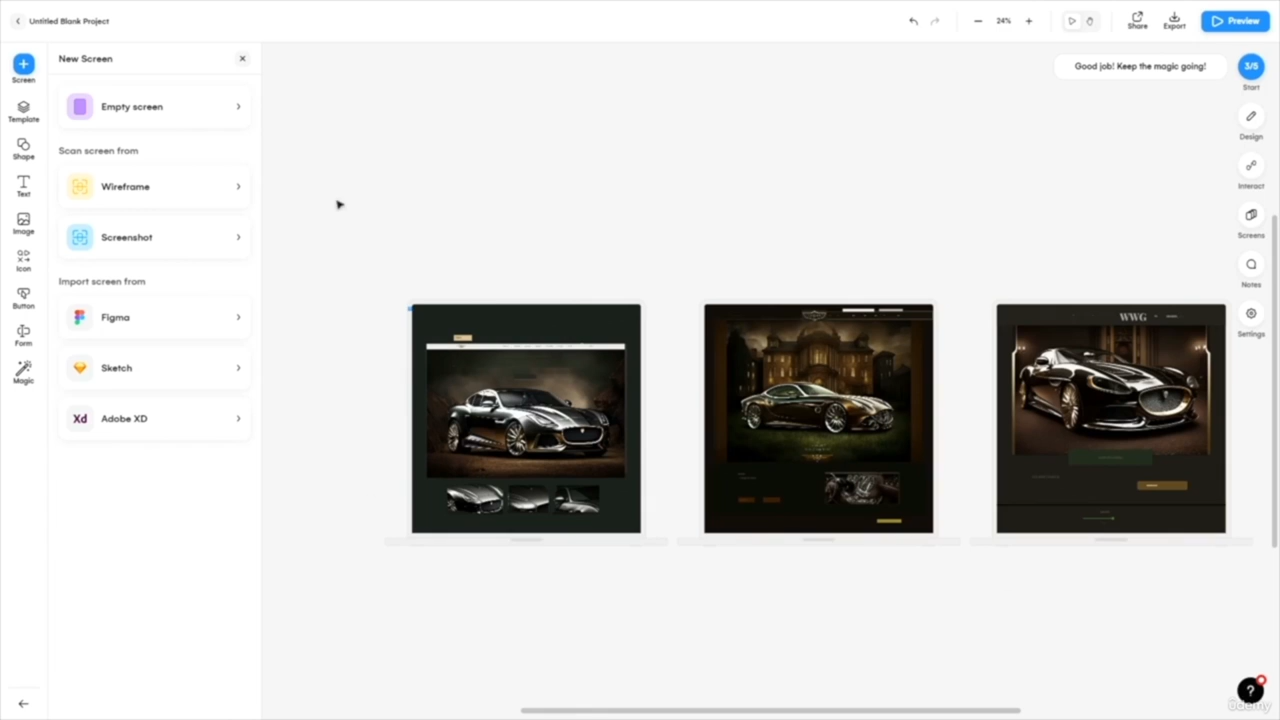 Untitled Blank Project
24%
Share
Export
Preview
Screen
Template
Shape
Text
Image
Icon
Button
Form
Magic
New Screen
Empty screen
Scan screen from
Wireframe
Screenshot
Import screen from
Figma
Sketch
Xd
Adobe XD
Good job! Keep the magic going!
3/5
Start
Design
Interact
Screens
Notes
Settings
WWG
?
ûdemy